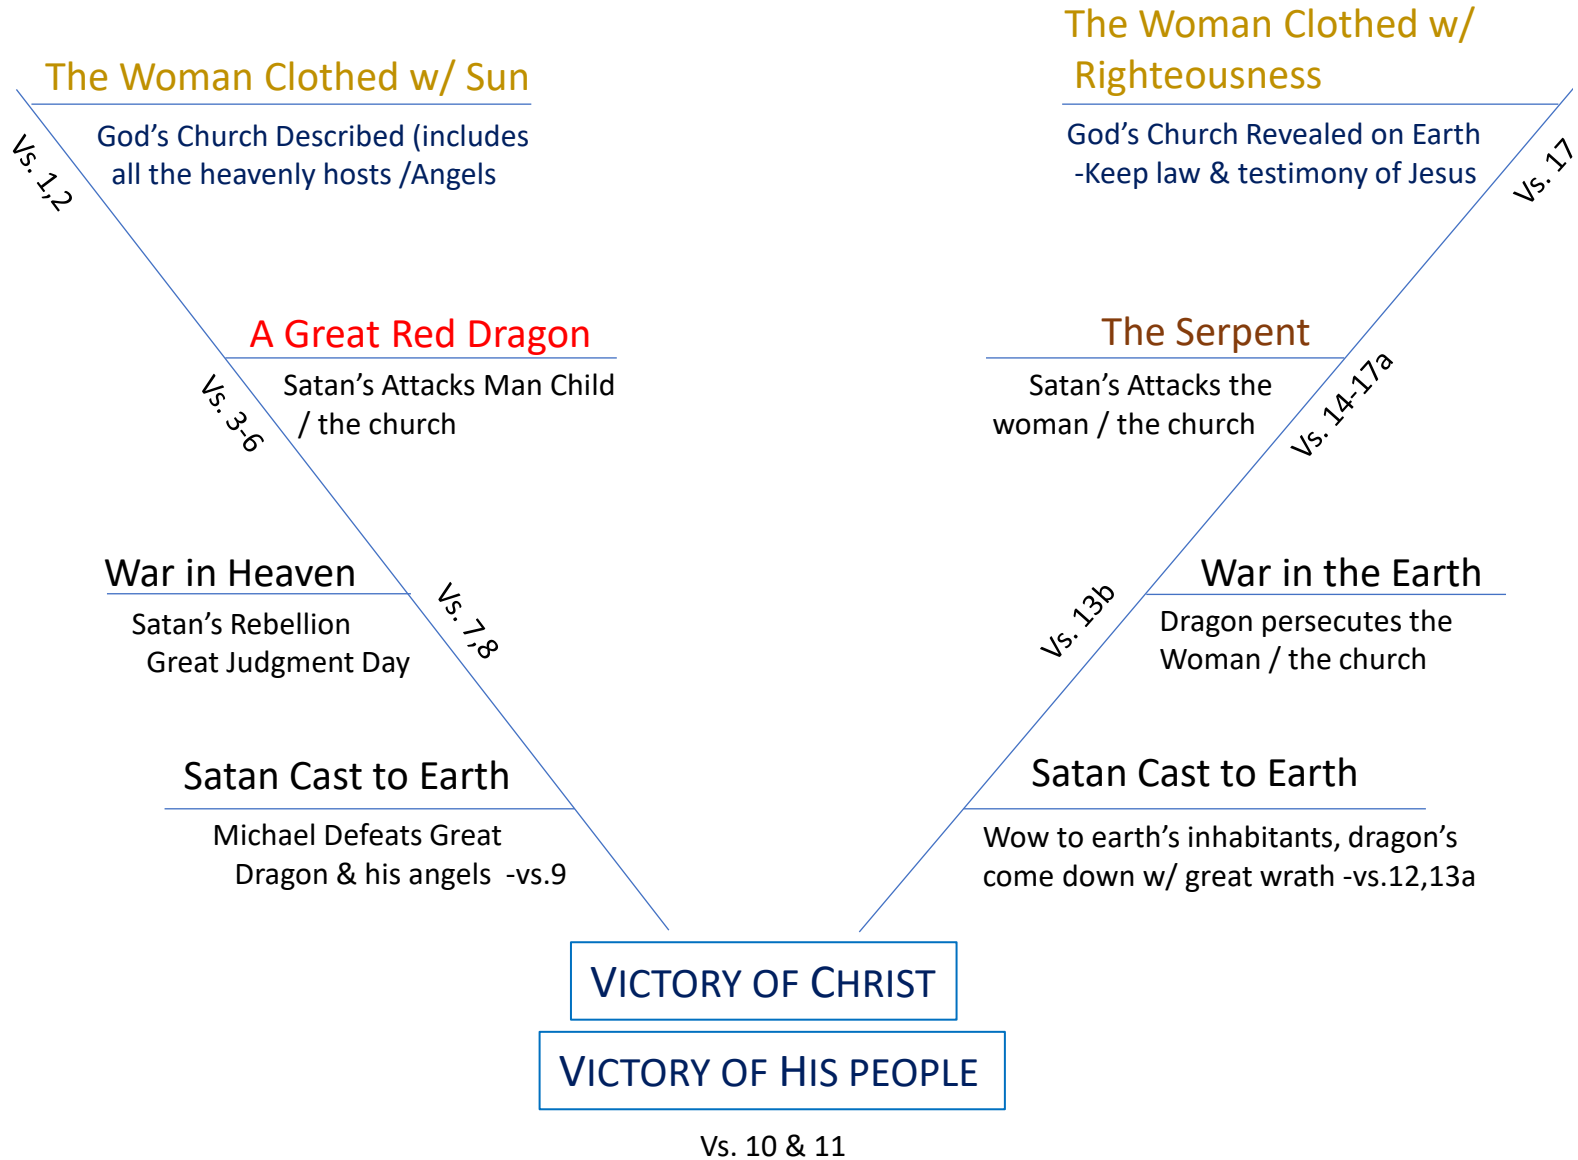 The Woman Clothed w/ Sun
God's Church Described (includes
all the heavenly hosts /Angels
Vs. 1,2
A Great Red Dragon
Satan's Attacks Man Child
/ the church
Vs. 3-6
War in Heaven
Satan's Rebellion
Great Judgment Day
Vs. 7,8
Satan Cast to Earth
Michael Defeats Great
Dragon & his angels -vs.9
The Woman Clothed w/
Righteousness
God's Church Revealed on Earth
-Keep law & testimony of Jesus
Vs. 17
The Serpent
Satan's Attacks the
woman / the church
Vs. 14-17a
War in the Earth
Dragon persecutes the
Woman / the church
Vs. 13b
Satan Cast to Earth
Wow to earth's inhabitants, dragon's
come down w/ great wrath -vs.12,13a
VICTORY OF CHRIST
VICTORY OF HIS PEOPLE
Vs. 10 & 11